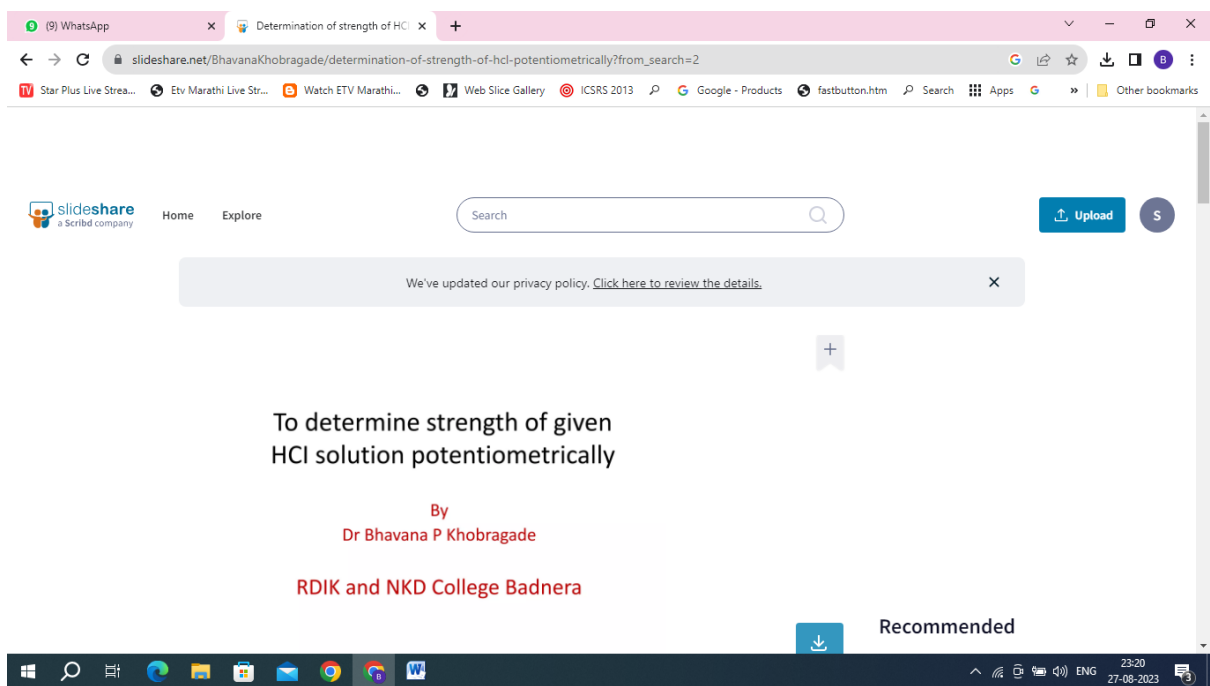 (9) WhatsApp
Determination of strength of HCl
slideshare.net/BhavanaKhobragade/determination-of-strength-of-hcl-potentiometrically?from_search=2
Star Plus Live Strea... Etv Marathi Live Str... Watch ETV Marathi... Web Slice Gallery ICSRS 2013 Google - Products fastbutton.htm Search Apps » Other bookmarks
slideshare
a Scribd company
Home Explore Search Upload S
We've updated our privacy policy. Click here to review the details.
To determine strength of given
HCl solution potentiometrically
By
Dr Bhavana P Khobragade
RDIK and NKD College Badnera
Recommended
ENG
23:20
27-08-2023